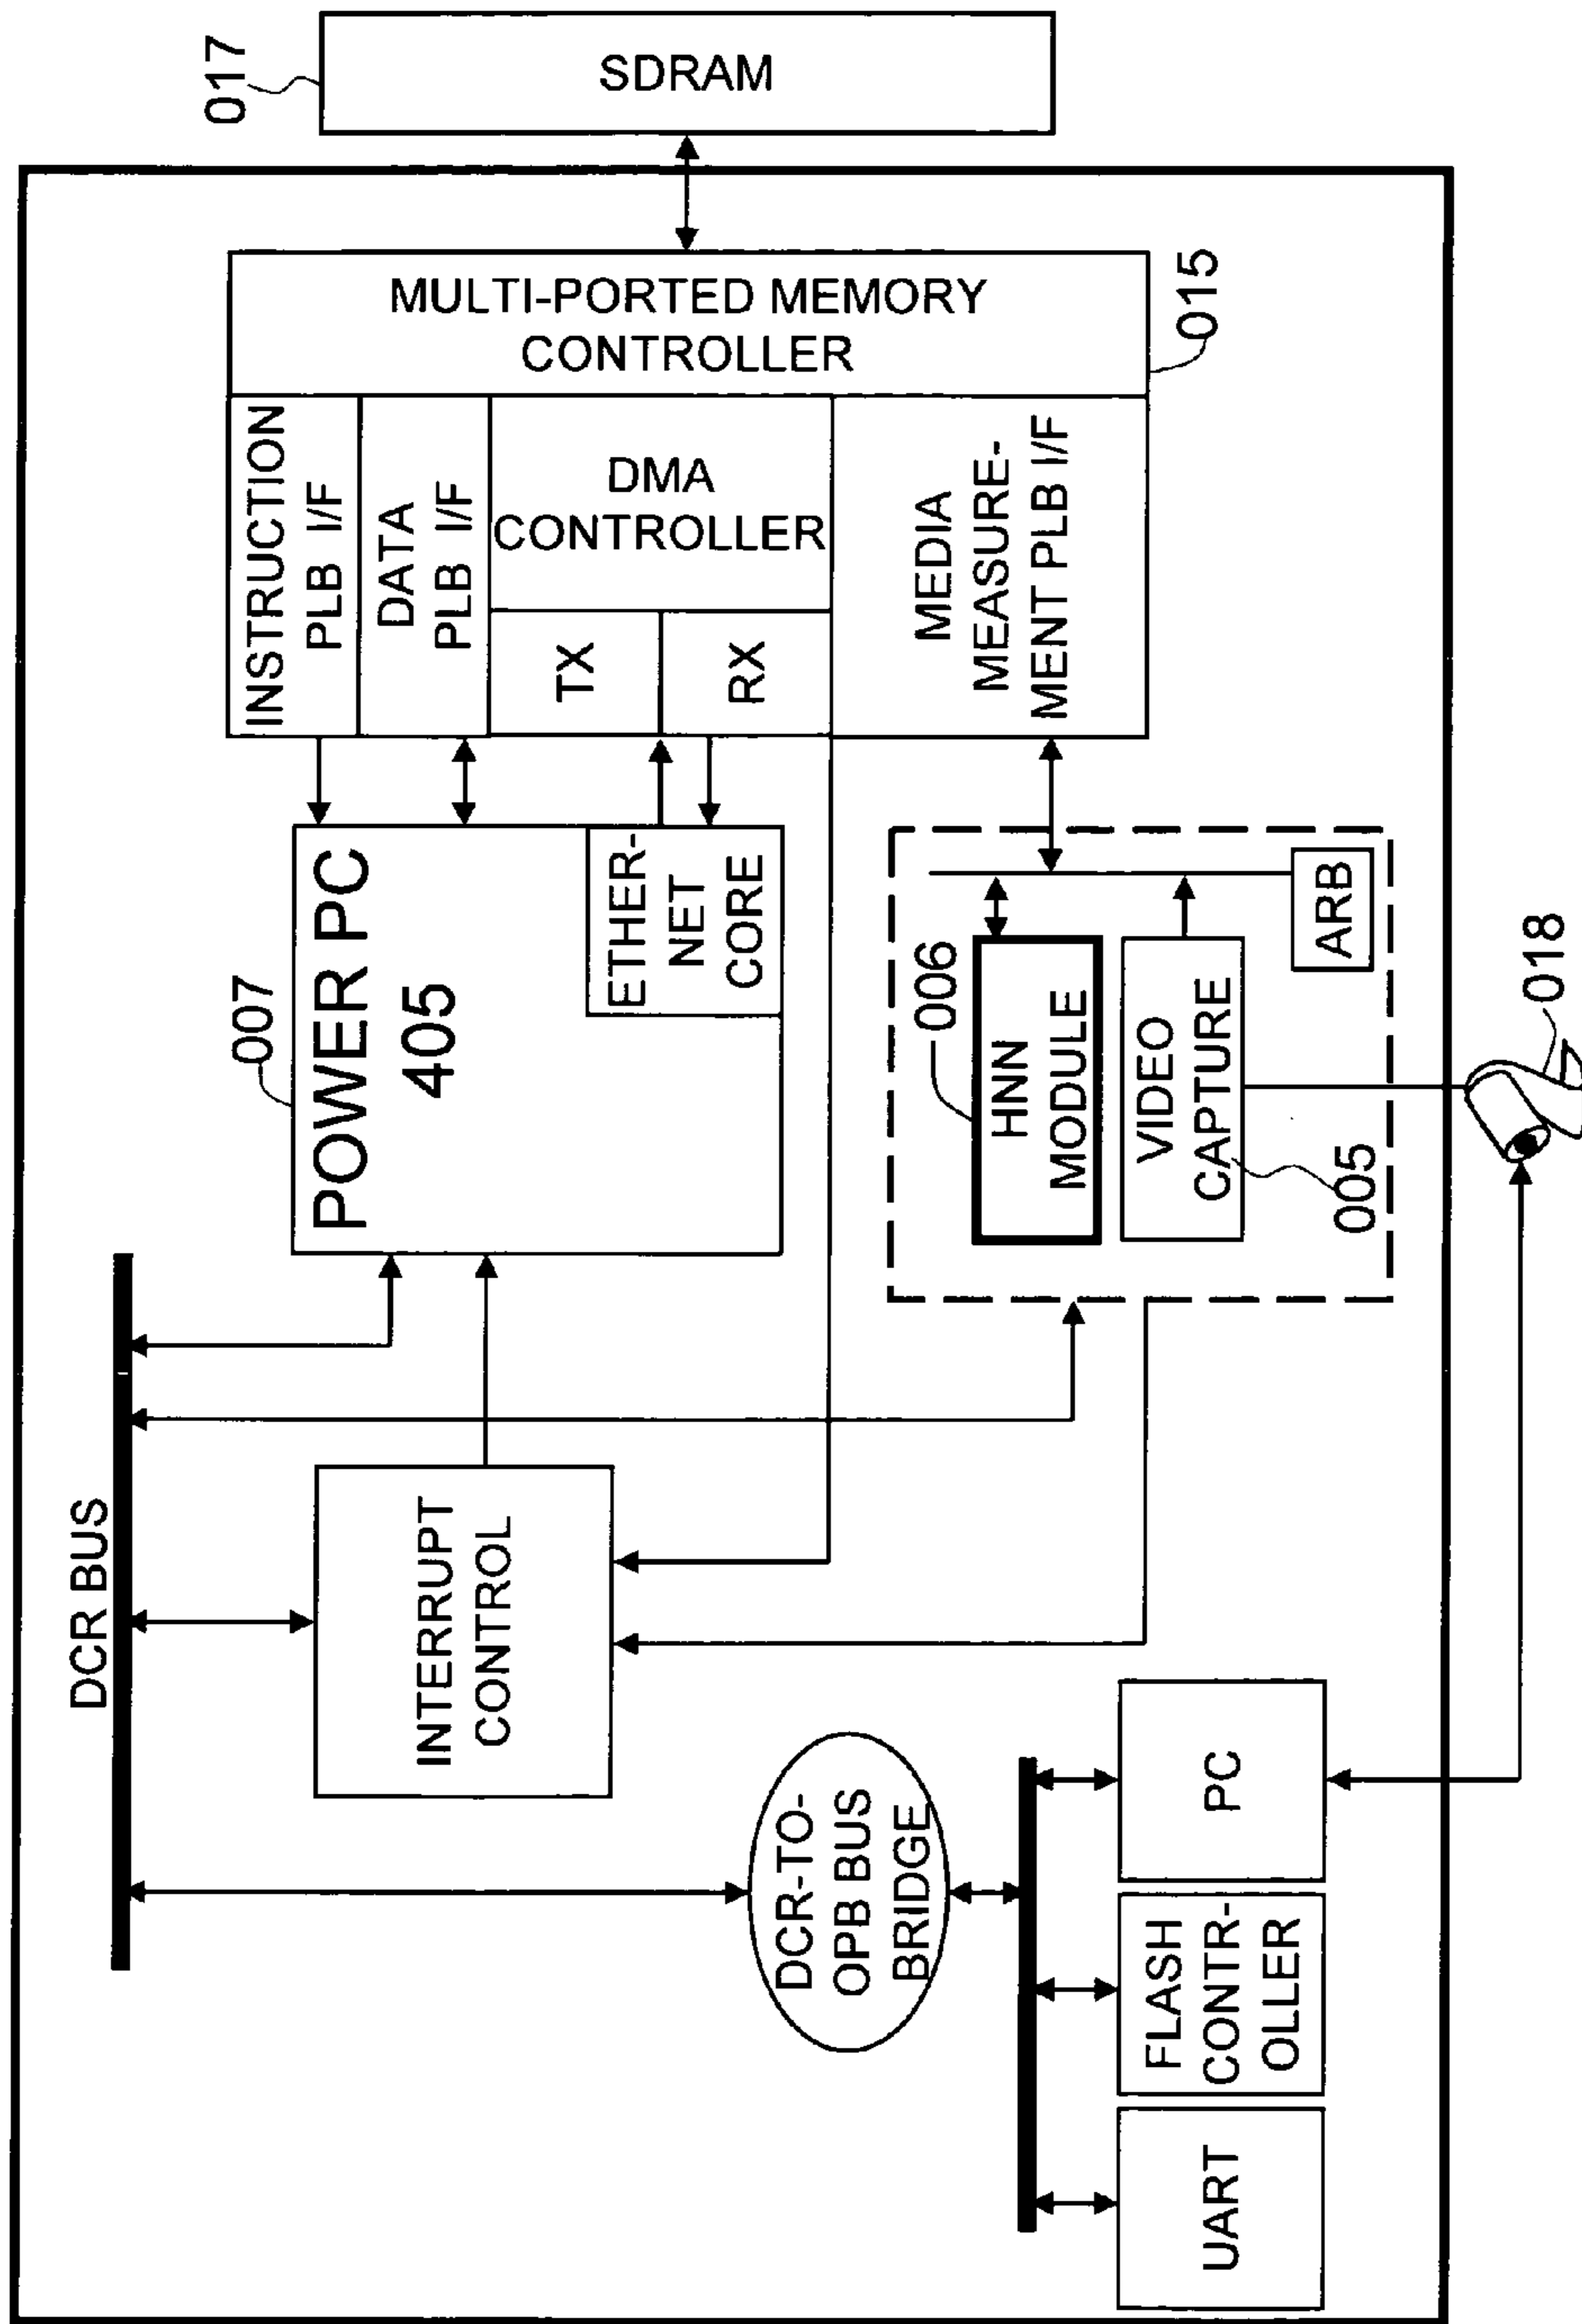 DCR BUS
007
POWER PC
405
ETHER-
NET
CORE
INTERRUPT
CONTROL
INSTRUCTION
PLB I/F
DATA
PLB I/F
TX
RX
DMA
CONTROLLER
MEDIA
MEASURE-
MENT PLB I/F
MULTI-PORTED MEMORY
CONTROLLER
015
017
SDRAM
DCR-TO-
OPB BUS
BRIDGE
006
HNN
MODULE
VIDEO
CAPTURE
005
ARB
018
UART
FLASH
CONTR-
OLLER
PC